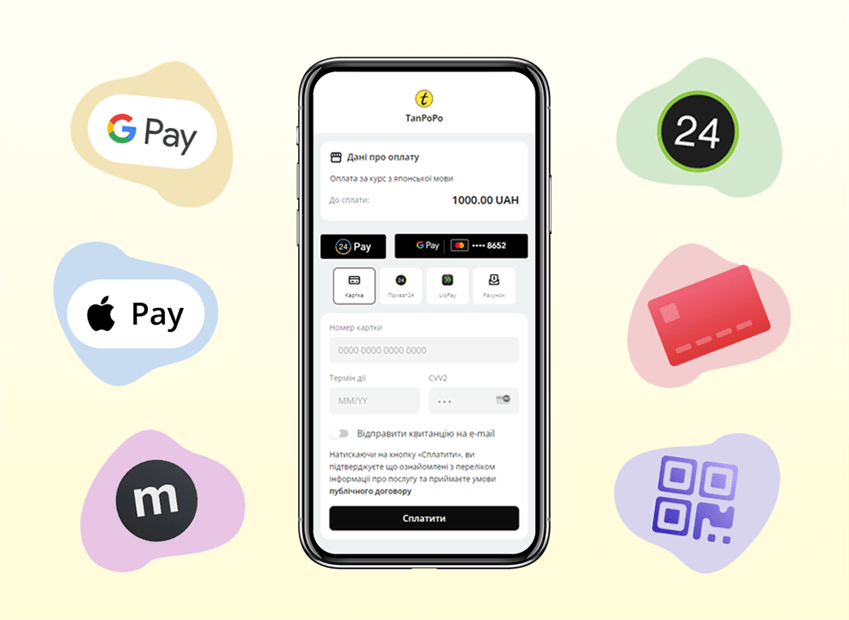 G Pay
Pay
m
TanPoPo
Дані про оплату
Оплата за курс з японської мови
До сплати:
1000.00 UAH
24 Pay
G Pay
•••• 8652
Картка
Приват24
LiqPay
Рахунок
Номер картки
0000 0000 0000 0000
Термін дії
CVV2
MM/YY
•••
Відправити квитанцію на e-mail
Натискаючи на кнопку «Сплатити», ви
підтверджуєте що ознайомлені з переліком
інформації про послугу та приймаєте умови
публічного договору
Сплатити
24